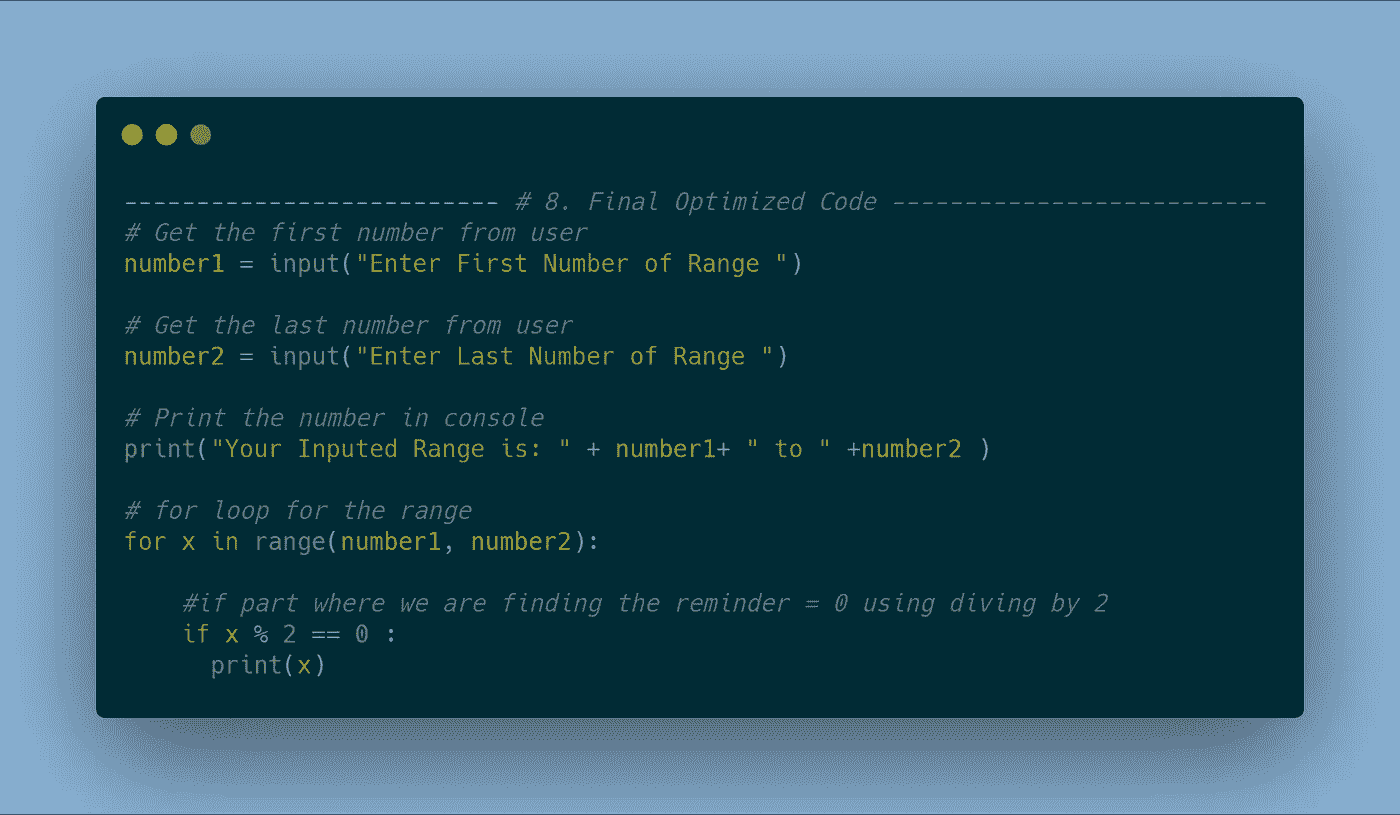 -------------------------- # 8. Final Optimized Code --------------------------
# Get the first number from user
number1 = input("Enter First Number of Range ")
# Get the last number from user
number2 = input("Enter Last Number of Range ")
# Print the number in console
print("Your Inputed Range is: " + number1+ " to " +number2 )
# for loop for the range
for x in range(number1, number2):
#if part where we are finding the reminder = 0 using diving by 2
if x % 2 == 0 :
print(x)